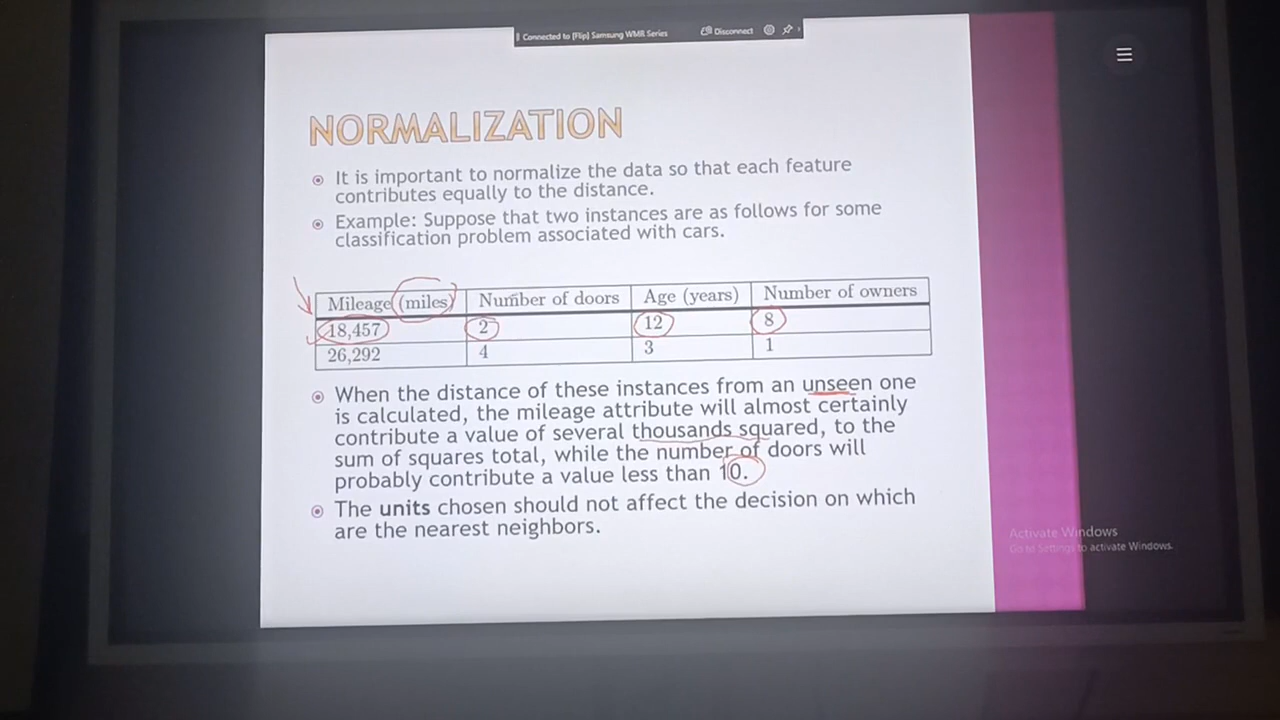 Connected to [Flip] Samsung WMR Series Disconnect
NORMALIZATION
It is important to normalize the data so that each feature
contributes equally to the distance.
Example: Suppose that two instances are as follows for some
classification problem associated with cars.
Mileage (miles) Number of doors Age (years) Number of owners
18,457 2 12 8
26,292 4 3 1
When the distance of these instances from an unseen one
is calculated, the mileage attribute will almost certainly
contribute a value of several thousands squared, to the
sum of squares total, while the number of doors will
probably contribute a value less than 10.
The units chosen should not affect the decision on which
are the nearest neighbors.
Activate Windows
Go to Settings to activate Windows.